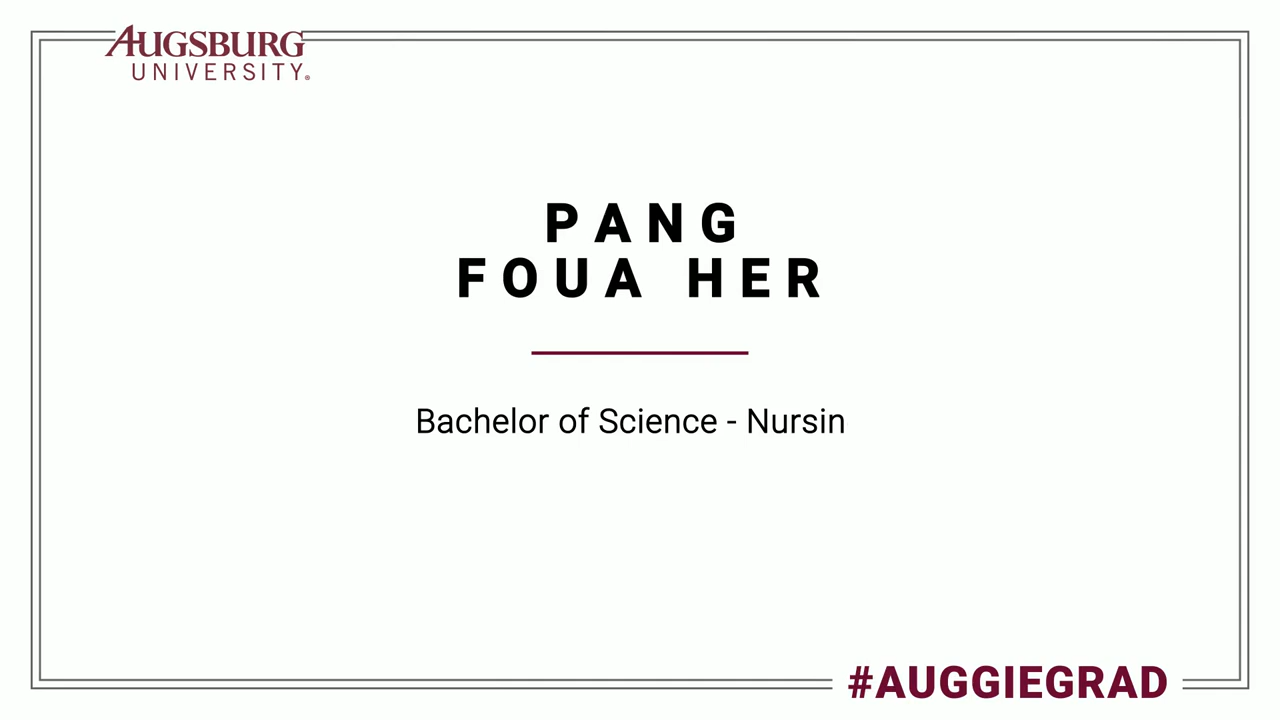 AUGSBURG
UNIVERSITY®
PANG
FOUA HER
Bachelor of Science - Nursin
#AUGGIEGRAD